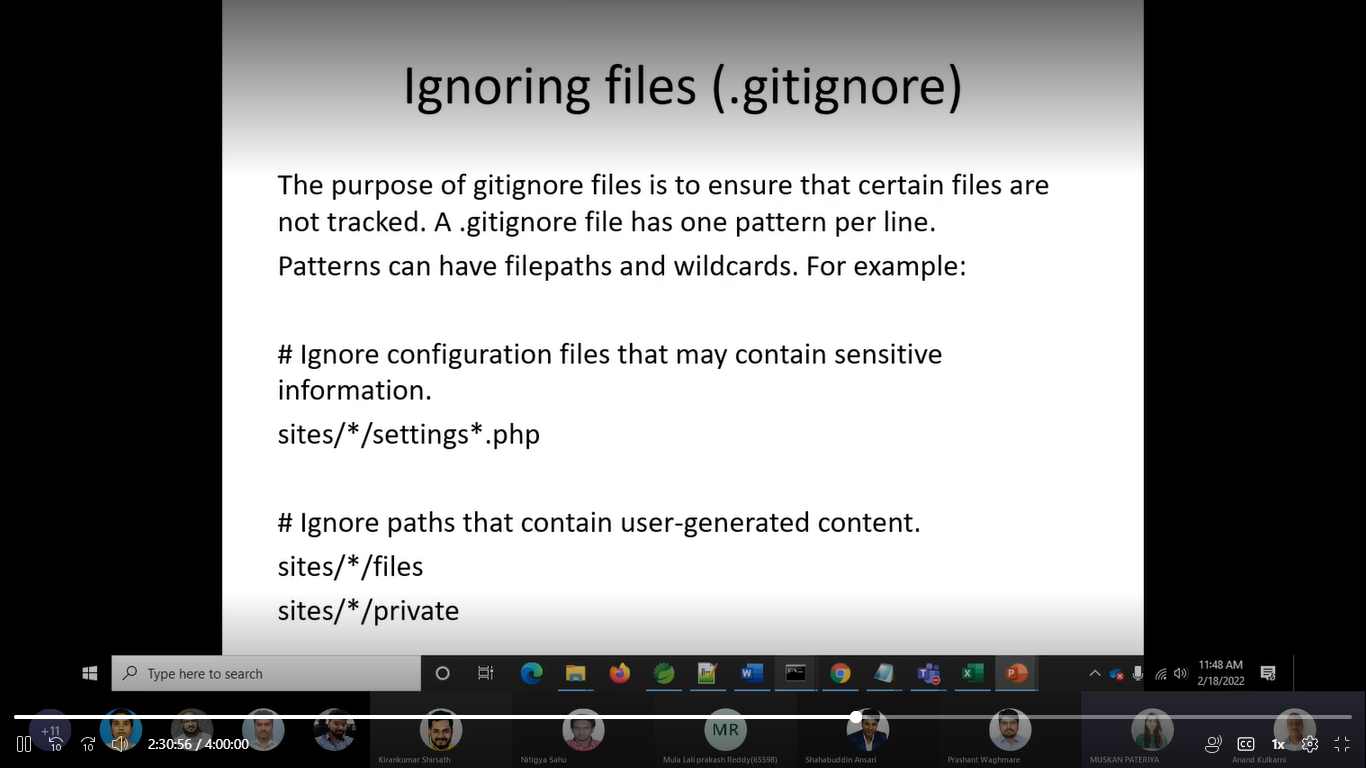 Ignoring files (.gitignore)
The purpose of gitignore files is to ensure that certain files are
not tracked. A .gitignore file has one pattern per line.
Patterns can have filepaths and wildcards. For example:
# Ignore configuration files that may contain sensitive
information.
sites/*/settings*.php
# Ignore paths that contain user-generated content.
sites/*/files
sites/*/private
Type here to search
11:48 AM
2/18/2022
+11
MR
10
10
2:30:56 / 4:00:00
CC
1x
Kirankumar Shirsath
Nitigya Sahu
Mula Lali prakash Reddy(65598)
Shahabuddin Ansari
Prashant Waghmare
MUSKAN PATERIYA
Anand Kulkarni